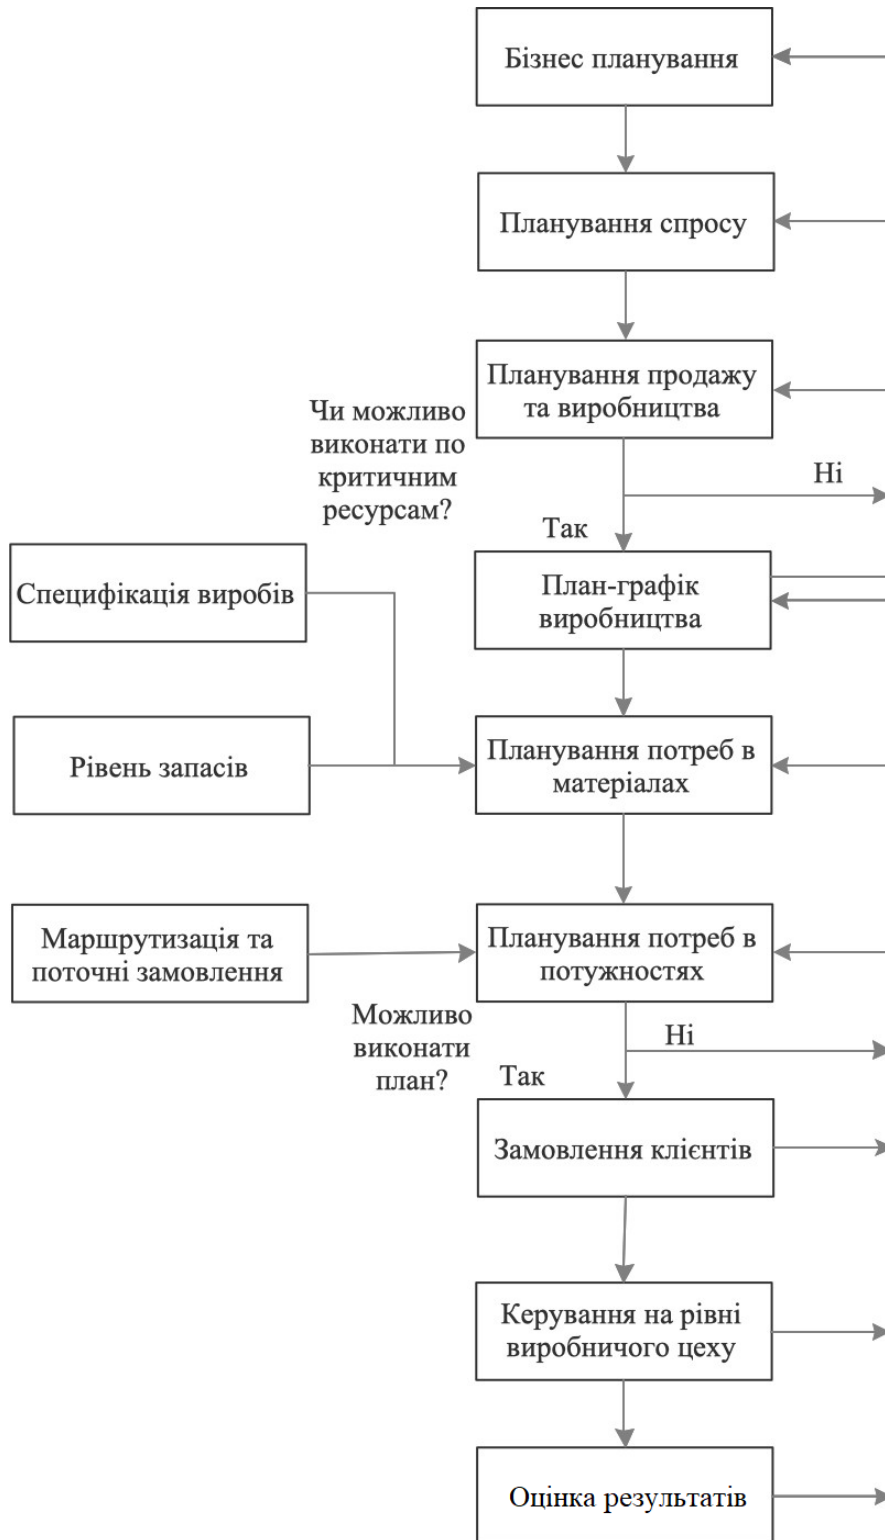 Бізнес планування
Планування спросу
Планування продажу
та виробництва
Чи можливо
виконати по
критичним
ресурсам?
Ні
Так
Специфікація виробів
План-графік
виробництва
Рівень запасів
Планування потреб в
матеріалах
Маршрутизація та
поточні замовлення
Планування потреб в
потужностях
Можливо
виконати
план?
Ні
Так
Замовлення клієнтів
Керування на рівні
виробничого цеху
Оцінка результатів